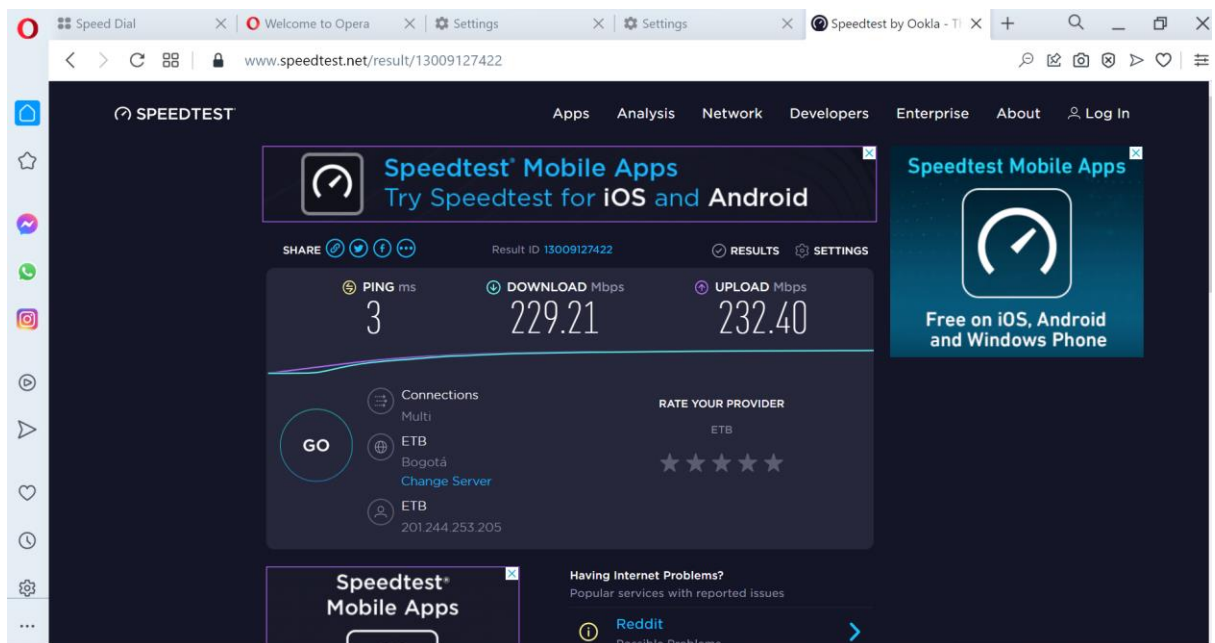 Speed Dial
Welcome to Opera
Settings
Settings
Speedtest by Ookla - Tl
www.speedtest.net/result/13009127422
SPEEDTEST
Apps Analysis Network Developers Enterprise About Log In
Speedtest® Mobile Apps
Try Speedtest for iOS and Android
Speedtest Mobile Apps
Free on iOS, Android
and Windows Phone
SHARE Result ID 13009127422 RESULTS SETTINGS
PING ms DOWNLOAD Mbps UPLOAD Mbps
3 229.21 232.40
GO
Connections
Multi
ETB
Bogotá
Change Server
ETB
201.244.253.205
RATE YOUR PROVIDER
ETB
Speedtest®
Mobile Apps
Having Internet Problems?
Popular services with reported issues
Reddit
Possible Problems